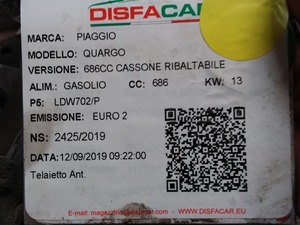 DISFACAR
MARCA: PIAGGIO
MODELLO: QUARGO
VERSIONE: 686CC CASSONE RIBALTABILE
ALIM.: GASOLIO CC: 686 KW: 13
P5: LDW702/P
EMISSIONE: EURO 2
NS: 2425/2019
DATA: 12/09/2019 09:22:00
Telaietto Ant.
WWW.DISFACAR.EU